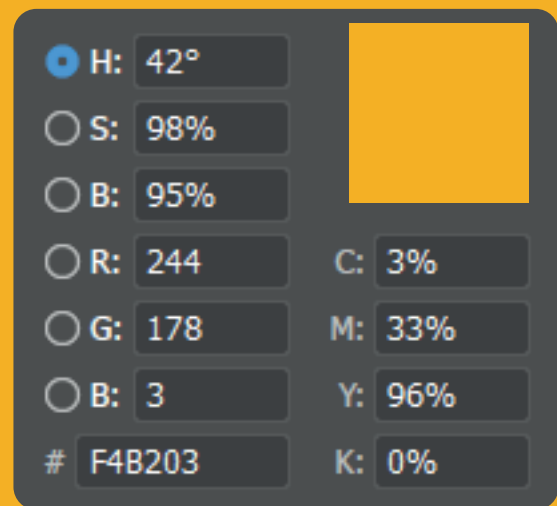 H: 42°
S: 98%
B: 95%
R: 244 C: 3%
G: 178 M: 33%
B: 3 Y: 96%
# F4B203 K: 0%